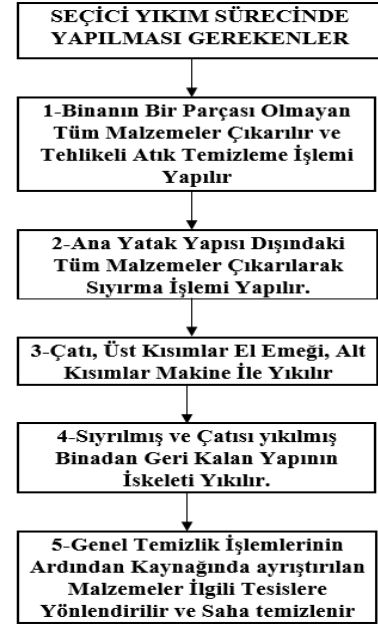 SEÇİCİ YIKIM SÜRECİNDE
YAPILMASI GEREKENLER
1-Binanın Bir Parçası Olmayan
Tüm Malzemeler Çıkarılır ve
Tehlikeli Atık Temizleme İşlemi
Yapılır
2-Ana Yatak Yapısı Dışındaki
Tüm Malzemeler Çıkarılarak
Sıyırma İşlemi Yapılır.
3-Çatı, Üst Kısımlar El Emeği, Alt
Kısımlar Makine İle Yıkılır
4-Sıyrılmış ve Çatısı yıkılmış
Binadan Geri Kalan Yapının
İskeleti Yıkılır.
5-Genel Temizlik İşlemlerinin
Ardından Kaynağında ayrıştırılan
Malzemeler İlgili Tesislere
Yönlendirilir ve Saha temizlenir